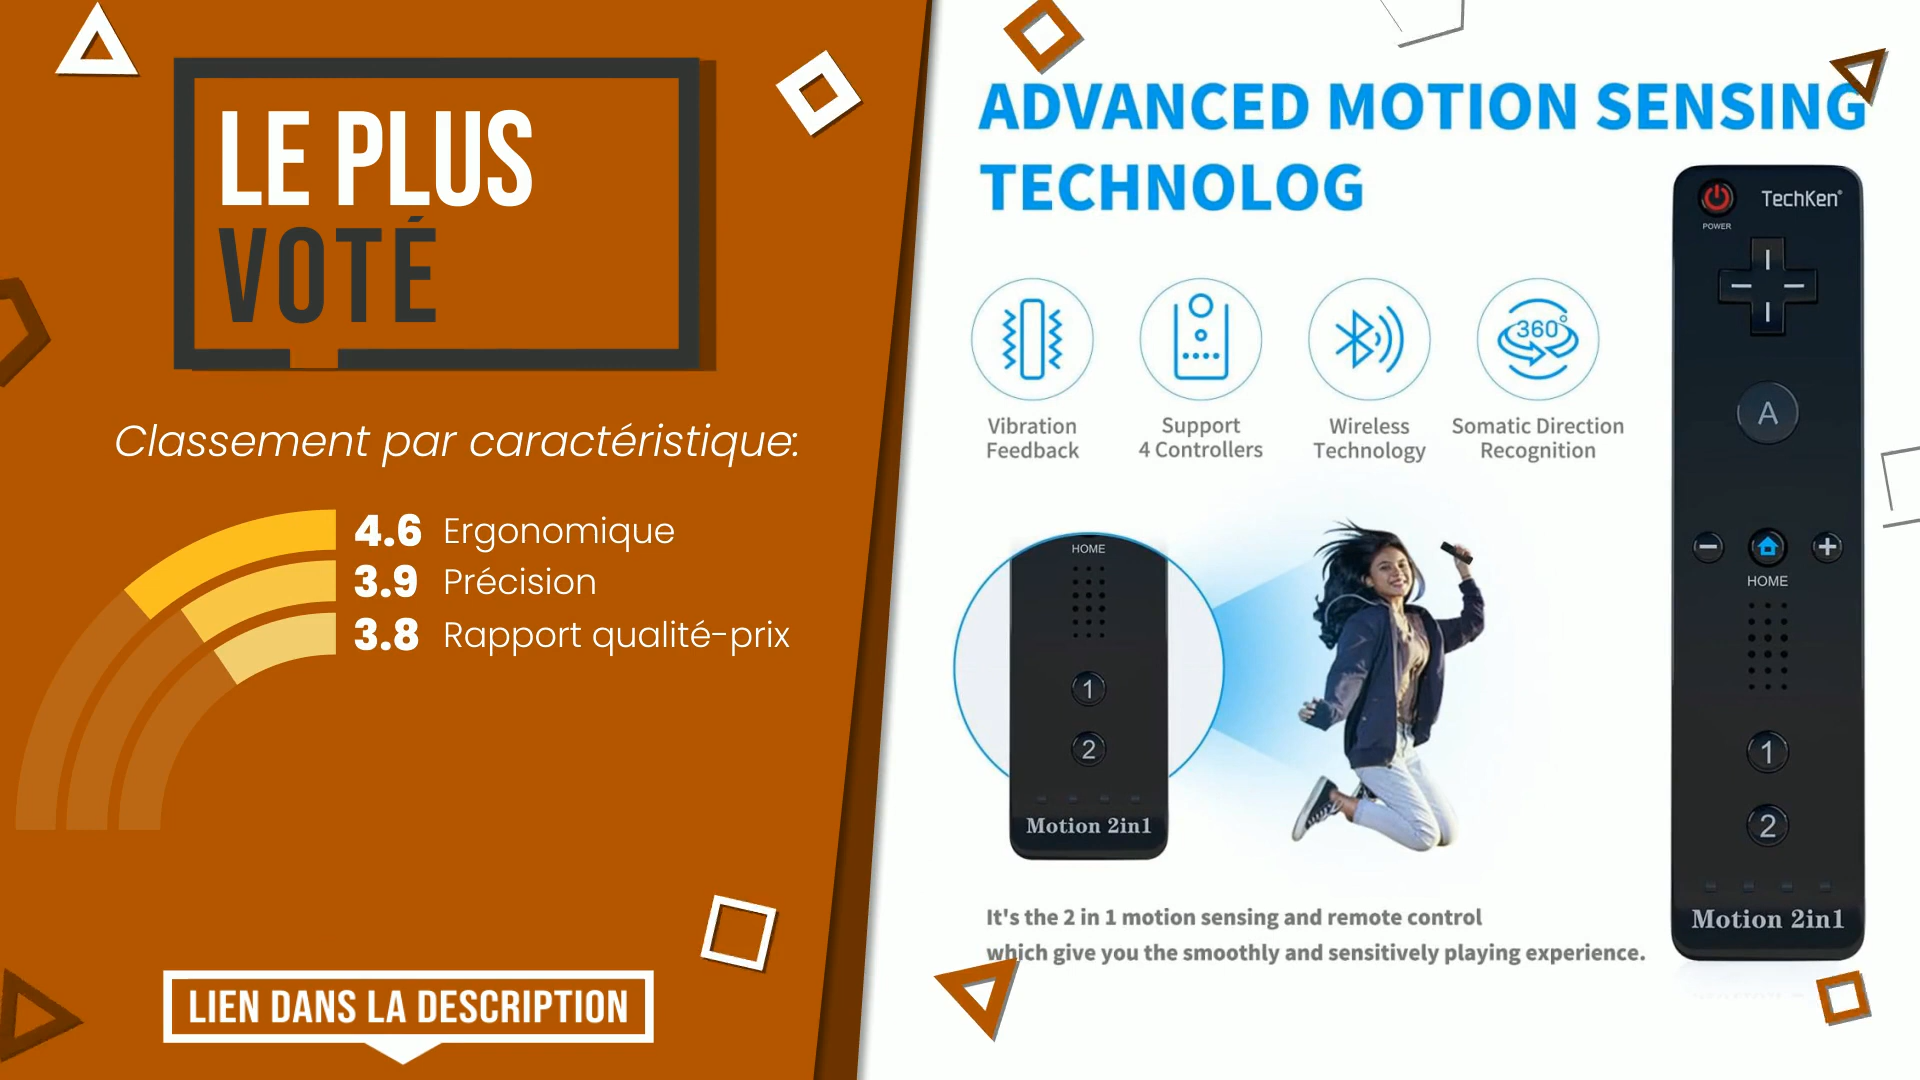 LE PLUS
VOTÉ
Classement par caractéristique:
4.6 Ergonomique
3.9 Précision
3.8 Rapport qualité-prix
LIEN DANS LA DESCRIPTION
ADVANCED MOTION SENSING
TECHNOLOG
Vibration
Feedback
Support
4 Controllers
Wireless
Technology
360°
Somatic Direction
Recognition
HOME
1
2
Motion 2in1
It's the 2 in 1 motion sensing and remote control
which give you the smoothly and sensitively playing experience.
TechKen®
POWER
A
HOME
1
2
Motion 2in1